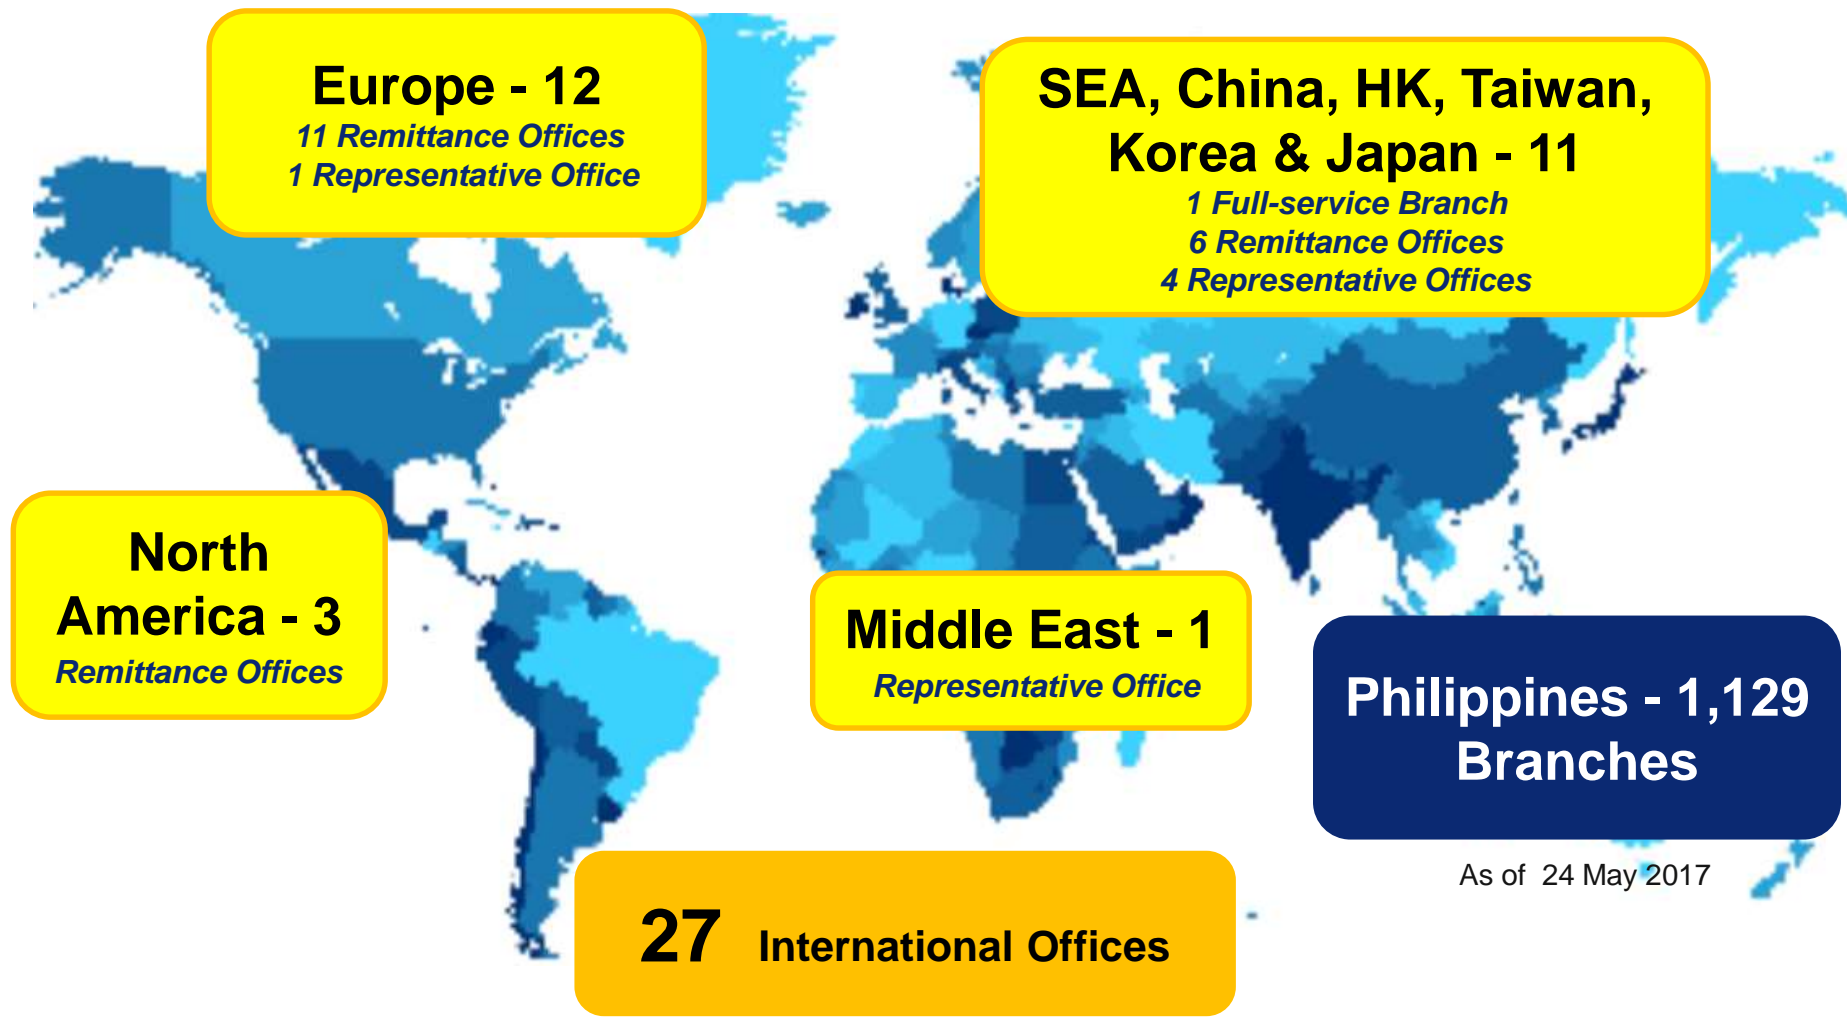 Europe - 12
11 Remittance Offices
1 Representative Office
SEA, China, HK, Taiwan,
Korea & Japan - 11
1 Full-service Branch
6 Remittance Offices
4 Representative Offices
North
America - 3
Remittance Offices
Middle East - 1
Representative Office
Philippines - 1,129
Branches
As of 24 May 2017
27 International Offices